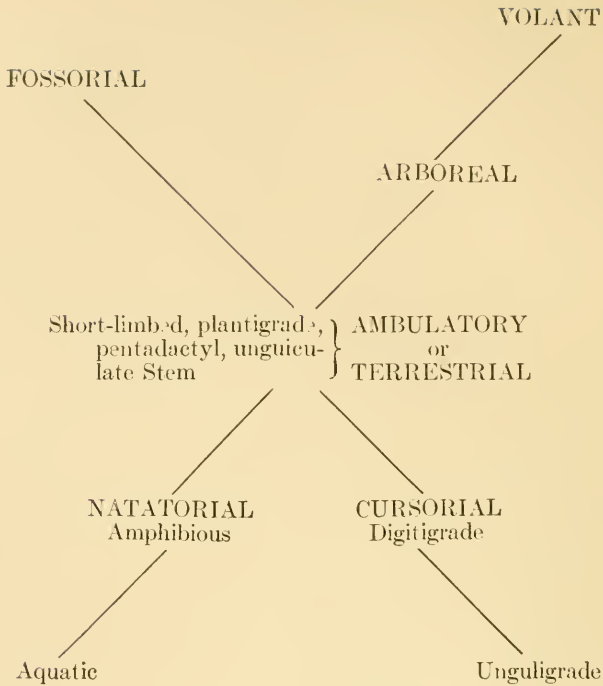 VOLANT
FOSSORIAL
ARBOREAL
Short-limbed, plantigrade,
pentadactyl, unguicu-
late Stem
AMBULATORY
or
TERRESTRIAL
NATATORIAL
Amphibious
CURSORIAL
Digitigrade
Aquatic
Unguligrade